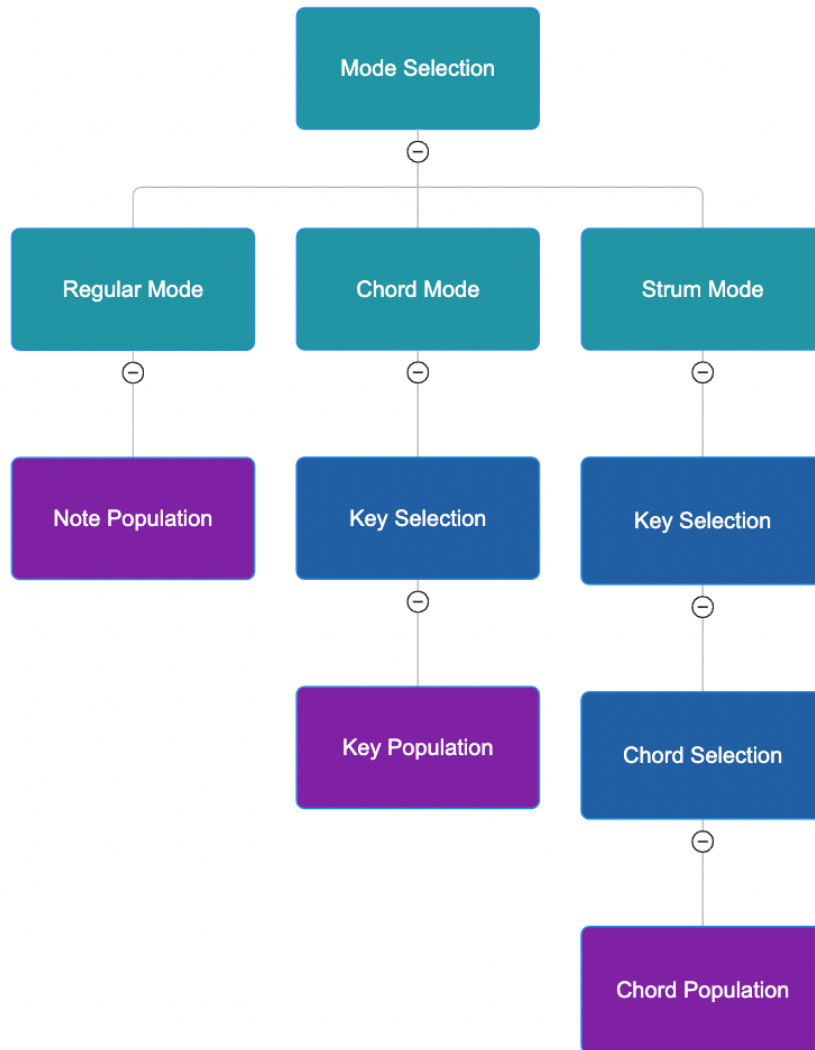 Mode Selection
Regular Mode
Chord Mode
Strum Mode
Note Population
Key Selection
Key Selection
Key Population
Chord Selection
Chord Population